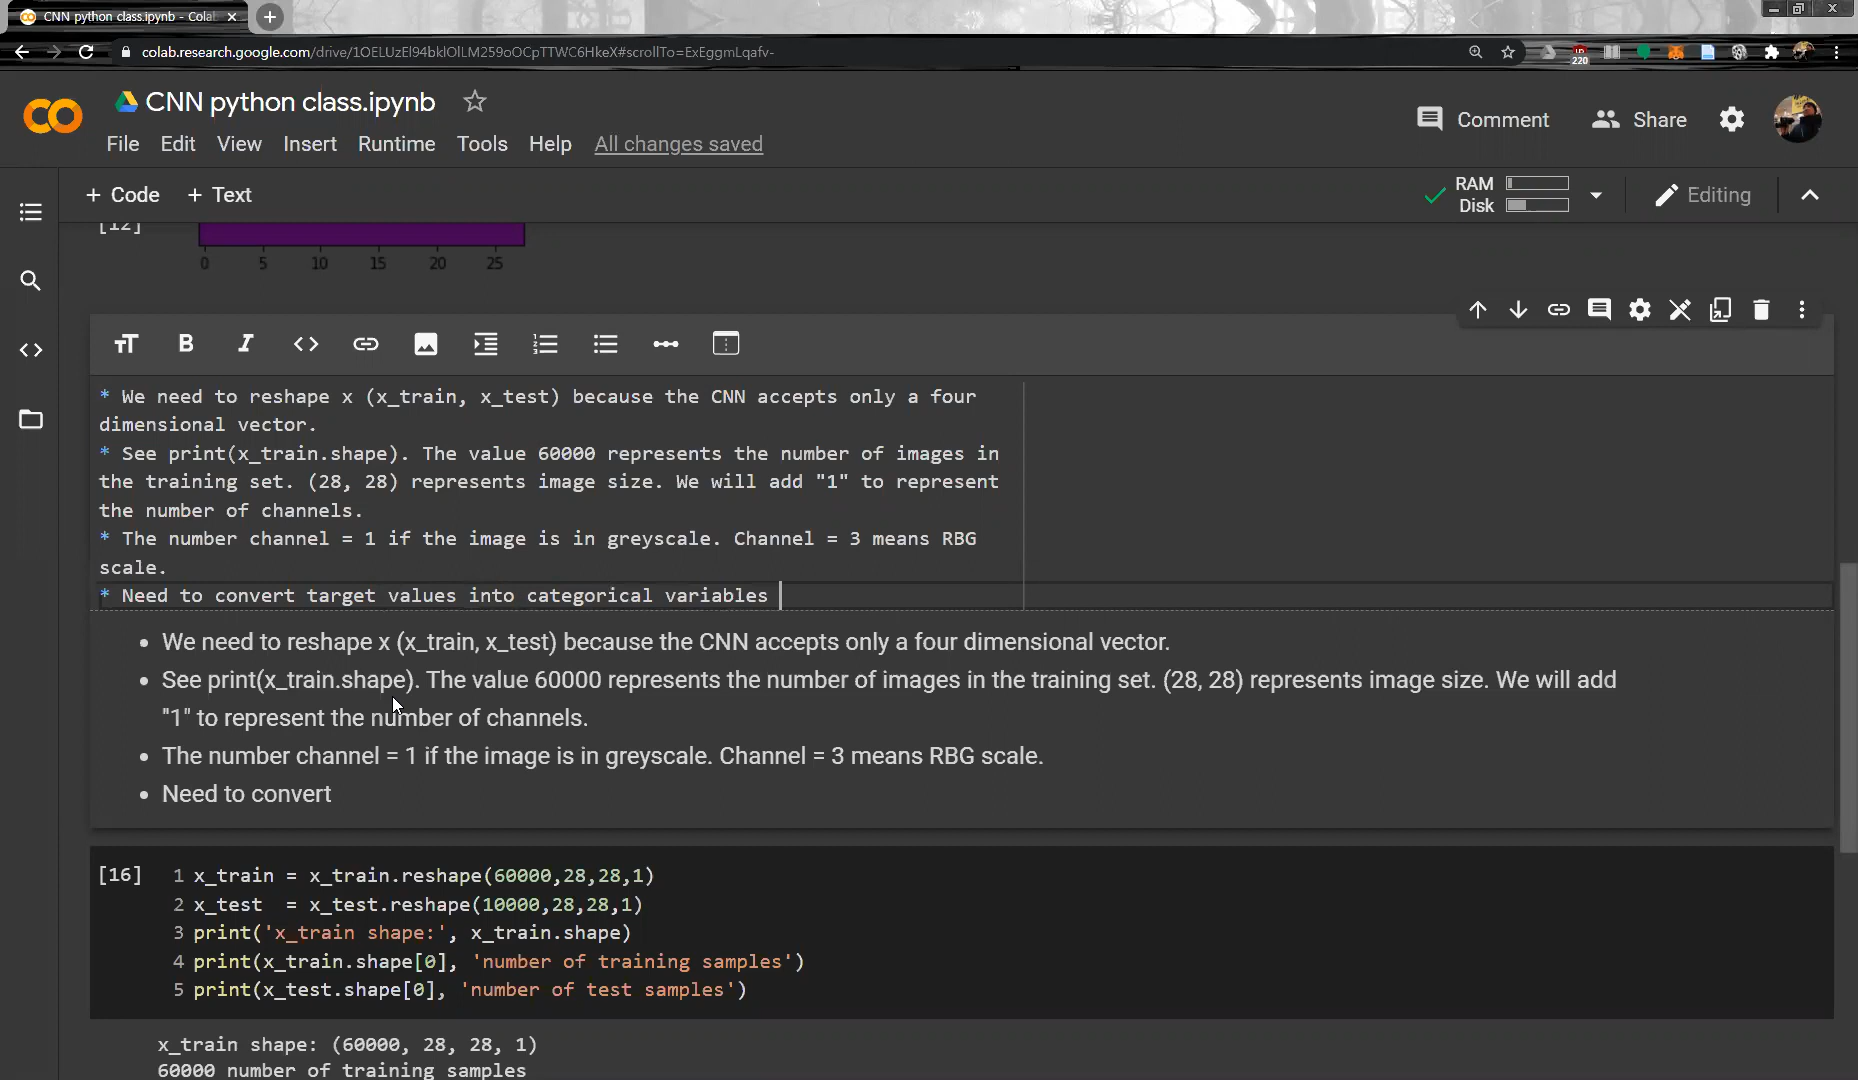 CNN python class.ipynb - Colab
colab.research.google.com/drive/1OELUzEl94bklOlLM259oOCpTTWC6HkeX#scrollTo=ExEggmLqafv-
220
CNN python class.ipynb
Comment
Share
File Edit View Insert Runtime Tools Help All changes saved
+ Code + Text
RAM
Disk
Editing
[12]
0 5 10 15 20 25
* We need to reshape x (x_train, x_test) because the CNN accepts only a four
dimensional vector.
* See print(x_train.shape). The value 60000 represents the number of images in
the training set. (28, 28) represents image size. We will add "1" to represent
the number of channels.
* The number channel = 1 if the image is in greyscale. Channel = 3 means RBG
scale.
* Need to convert target values into categorical variables
• We need to reshape x (x_train, x_test) because the CNN accepts only a four dimensional vector.
• See print(x_train.shape). The value 60000 represents the number of images in the training set. (28, 28) represents image size. We will add
"1" to represent the number of channels.
• The number channel = 1 if the image is in greyscale. Channel = 3 means RBG scale.
• Need to convert
[16] 1 x_train = x_train.reshape(60000,28,28,1)
2 x_test  = x_test.reshape(10000,28,28,1)
3 print('x_train shape:', x_train.shape)
4 print(x_train.shape[0], 'number of training samples')
5 print(x_test.shape[0], 'number of test samples')
x_train shape: (60000, 28, 28, 1)
60000 number of training samples